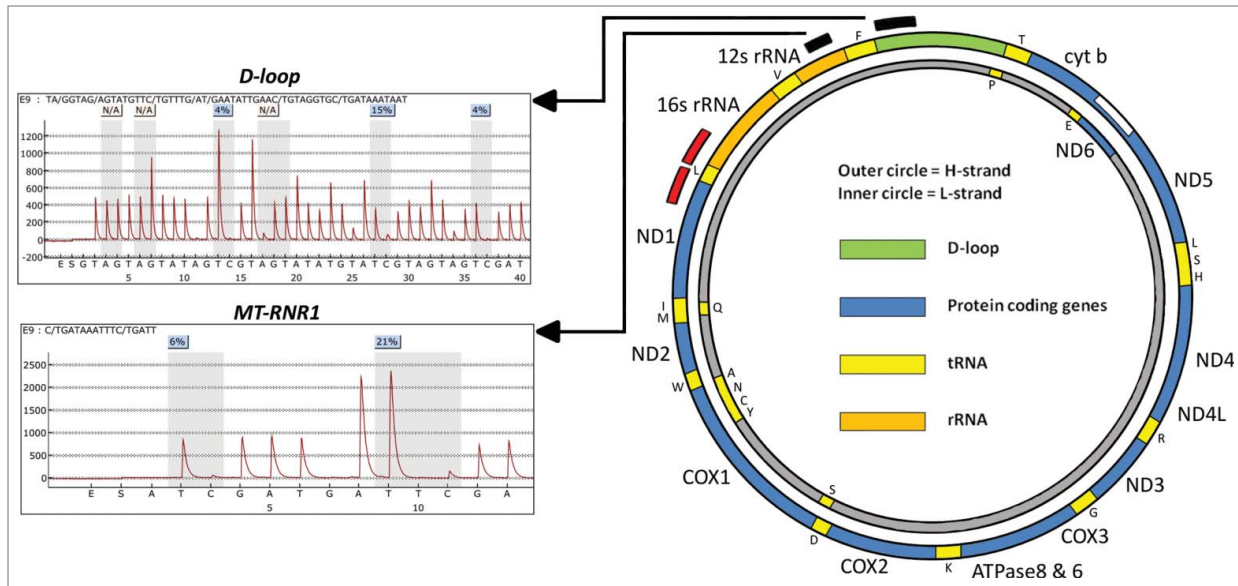 D-loop
E9 : TA/GGTAG/AGTATGTTC/TGTTTG/AT/GAATATTGAAC/TGTAGGTGC/TGATAAATAAT
N/A N/A 4% N/A 15% 4%
1200
1000
800
600
400
200
0
-200
E S G T A G T A G T A T A G T C G T A G T A T A T G T A T C G T A G T A G T C G A T
5 10 15 20 25 30 35 40
MT-RNR1
E9 : C/TGATAAATTTC/TGATT
6% 21%
2500
2000
1500
1000
500
0
E S A T C G A T G A T T C G A
5 10
12s rRNA
16s rRNA
F
V
L
ND1
I
M
ND2
W
COX1
D
COX2
K
ATPase8 & 6
COX3
G
ND3
R
ND4L
ND4
H
S
L
ND5
cyt b
T
P
E
ND6
Q
A
N
C
Y
S
Outer circle = H-strand
Inner circle = L-strand
D-loop
Protein coding genes
tRNA
rRNA